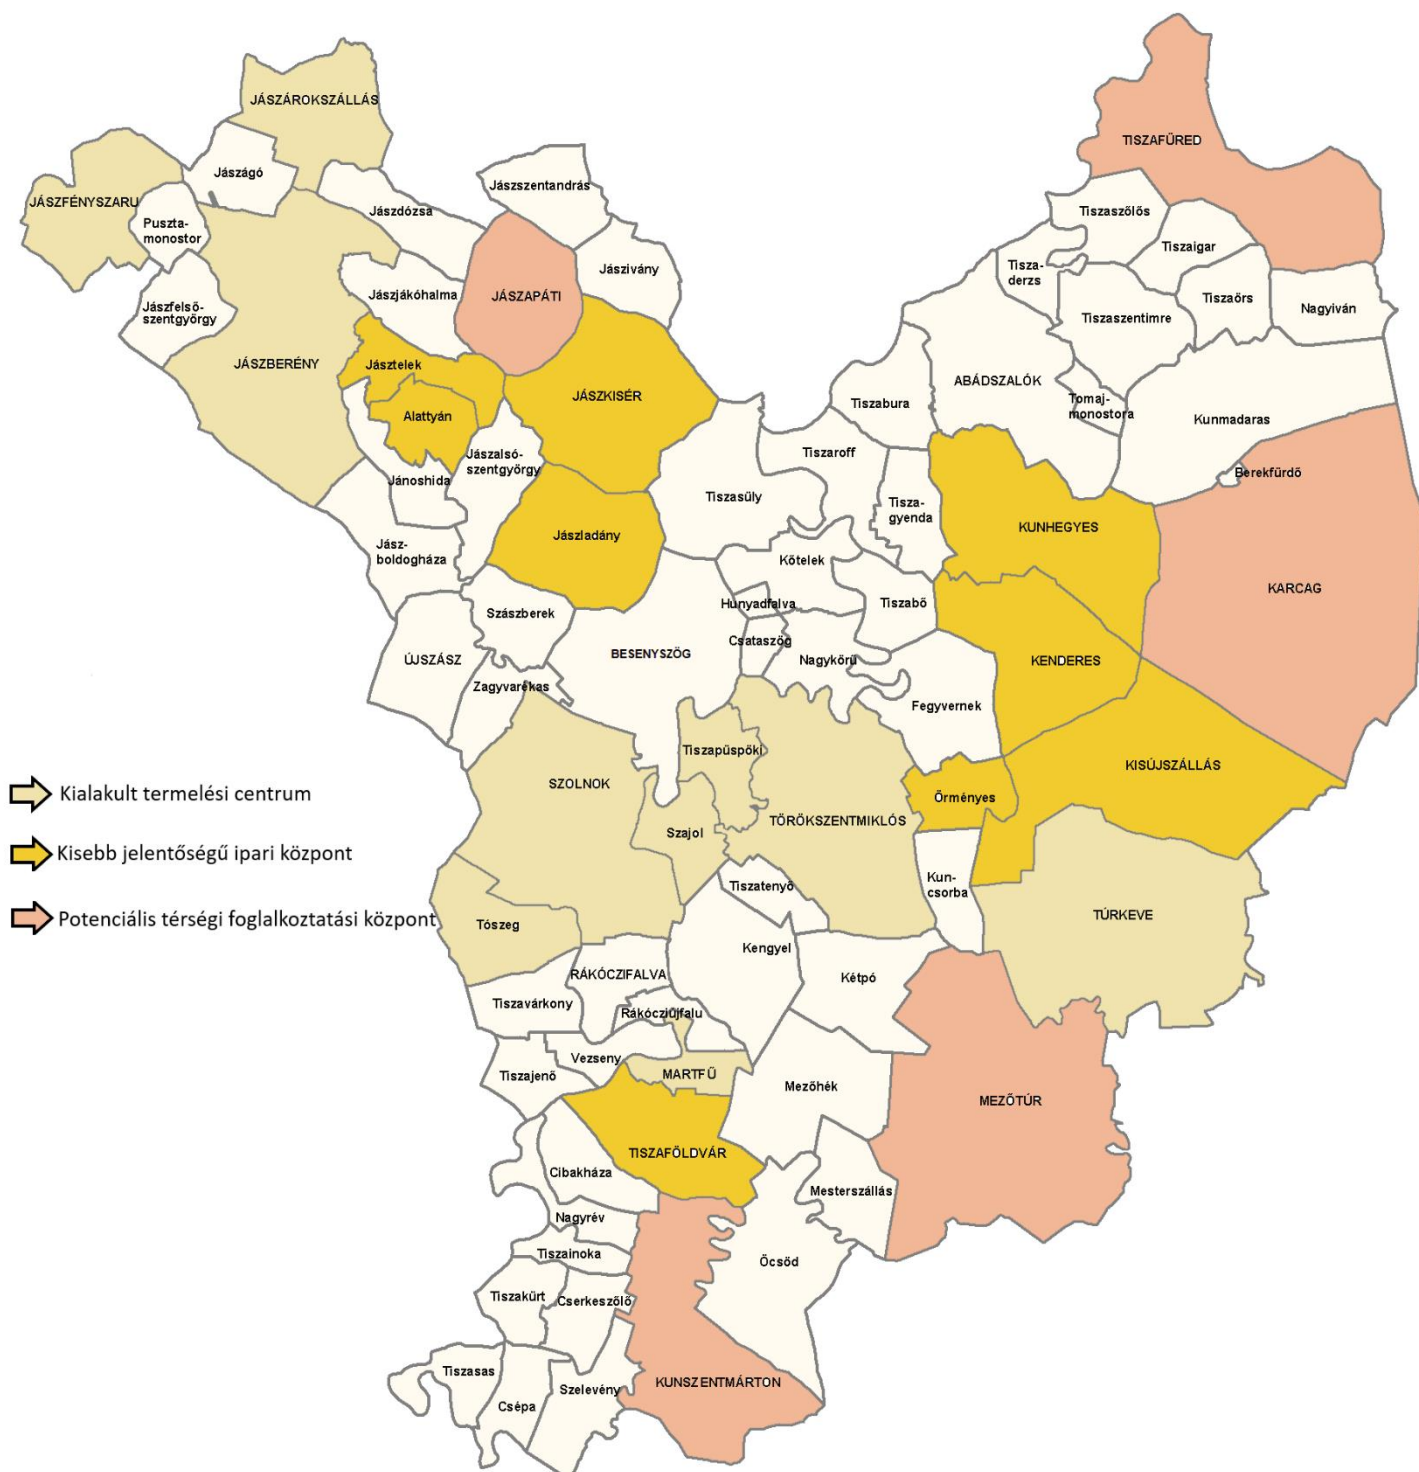 JÁSZÁROKSZÁLLÁS
TISZAFÜRED
Jászágó
Jászszentandrás
JÁSZFÉNYSZARU
Jászdózsa
Tiszaszőlős
Puszta-
monostor
Tiszaigar
Jászivány
Tisza-
derzs
JÁSZAPÁTI
Jászjákóhalma
Tiszaörs
Nagyiván
Jászfelső-
szentgyörgy
Tiszaszentimre
JÁSZBERÉNY
Jásztelek
ABÁDSZALÓK
JÁSZKISÉR
Tiszabura
Tomaj-
monostora
Alattyán
Kunmadaras
Jászalsó-
szentgyörgy
Tiszaroff
Berekfürdő
Jánoshida
Tiszasüly
Tisza-
gyenda
KUNHEGYES
Jászladány
Jász-
boldogháza
Kőtelek
KARCAG
Hunyadfalva
Tiszabő
Szászberek
Csataszög
ÚJSZÁSZ
BESENYSZÖG
Nagykörű
KENDERES
Zagyvarékas
Fegyvernek
Tiszapüspöki
SZOLNOK
KISÚJSZÁLLÁS
Kialakult termelési centrum
Örményes
TÖRÖKSZENTMIKLÓS
Szajol
Kisebb jelentőségű ipari központ
Tiszatenyő
Kun-
csorba
TÚRKEVE
Potenciális térségi foglalkoztatási központ
Tószeg
Kengyel
Kétpó
RÁKÓCZIFALVA
Tiszavárkony
Rákócziújfalu
Vezseny
Tiszajenő
MARTFŰ
Mezőhék
MEZŐTÚR
TISZAFÖLDVÁR
Cibakháza
Mesterszállás
Nagyrév
Tiszainoka
Öcsöd
Tiszakürt
Cserkeszőlő
Tiszasas
KUNSZENTMÁRTON
Szelevény
Csépa